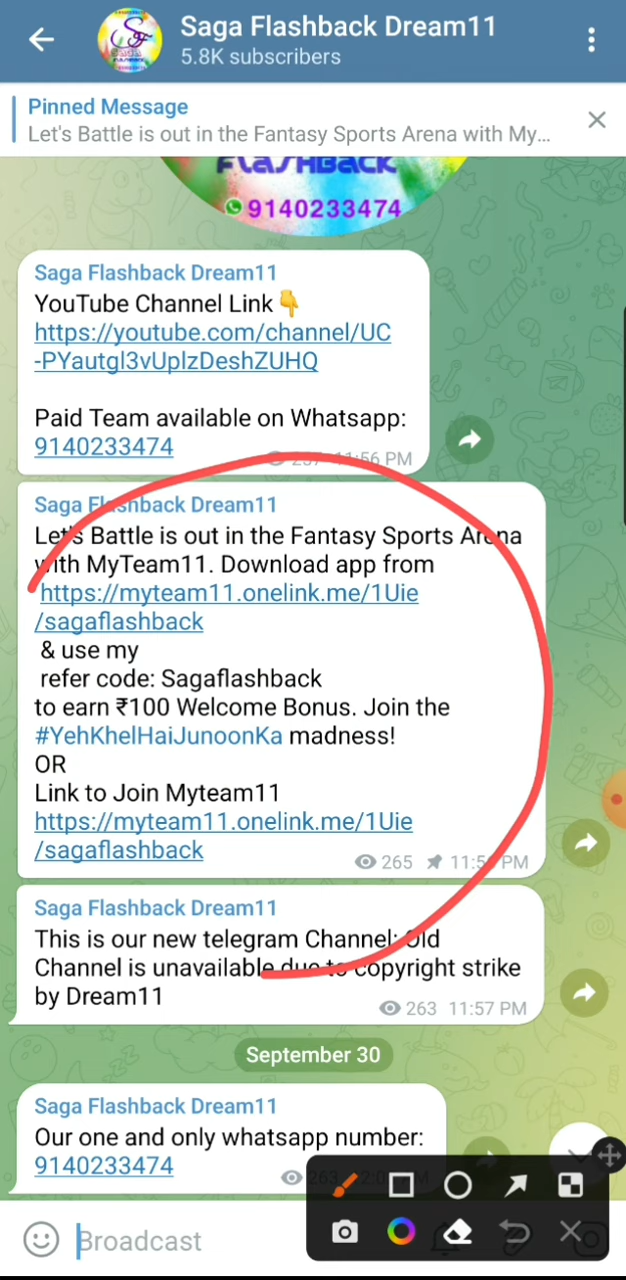 Saga Flashback Dream11
5.8K subscribers
Pinned Message
Let's Battle is out in the Fantasy Sports Arena with My...
FLASHBACK
9140233474
Saga Flashback Dream11
YouTube Channel Link👇
https://youtube.com/channel/UC
-PYautgl3vUplzDeshZUHQ
Paid Team available on Whatsapp:
9140233474
11:56 PM
Saga Flashback Dream11
Let's Battle is out in the Fantasy Sports Arena
with MyTeam11. Download app from
https://myteam11.onelink.me/1Uie
/sagaflashback
& use my
refer code: Sagaflashback
to earn ₹100 Welcome Bonus. Join the
#YehKhelHaiJunoonKa madness!
OR
Link to Join Myteam11
https://myteam11.onelink.me/1Uie
/sagaflashback
265 PM
Saga Flashback Dream11
This is our new telegram Channel: Old
Channel is unavailable due to copyright strike
by Dream11
263 11:57 PM
September 30
Saga Flashback Dream11
Our one and only whatsapp number:
9140233474
Broadcast